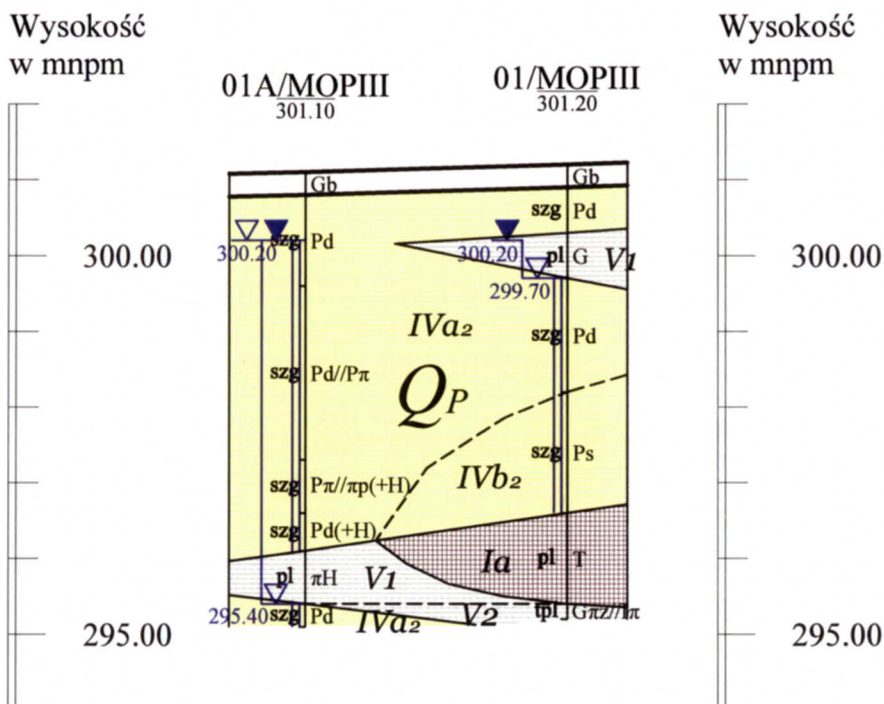 Wysokość
w mnpm
Wysokość
w mnpm
01A/MOPIII
301.10
01/MOPIII
301.20
Gb
Gb
szg Pd
szg Pd
300.20
300.20
pl G
V1
300.00
300.00
299.70
IVa2
szg Pd
szg Pd//Pπ
QP
szg Ps
IVb2
szg Pπ//πp(+H)
szg Pd(+H)
Ia
pl T
pl πH
V1
295.40
szg Pd
IVa2
V2
295.00
295.00